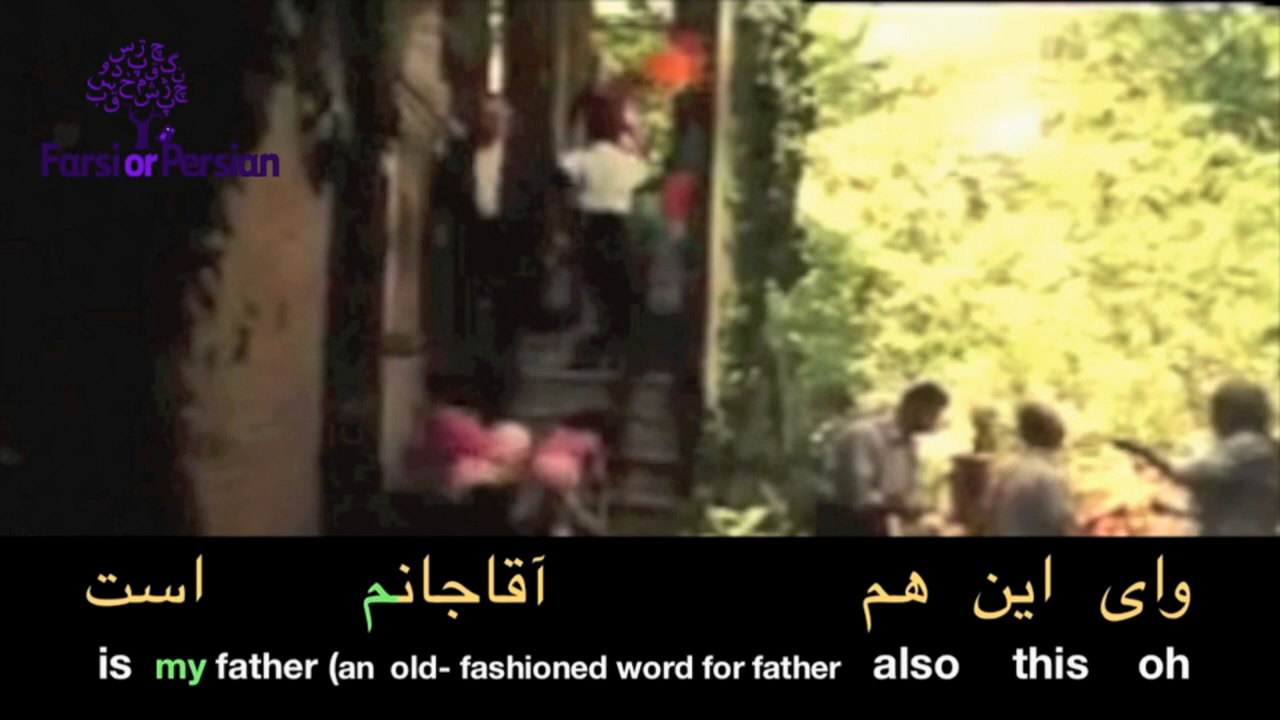 Farsi or Persian
وای این هم آقاجانم است
is my father (an old- fashioned word for father also this oh